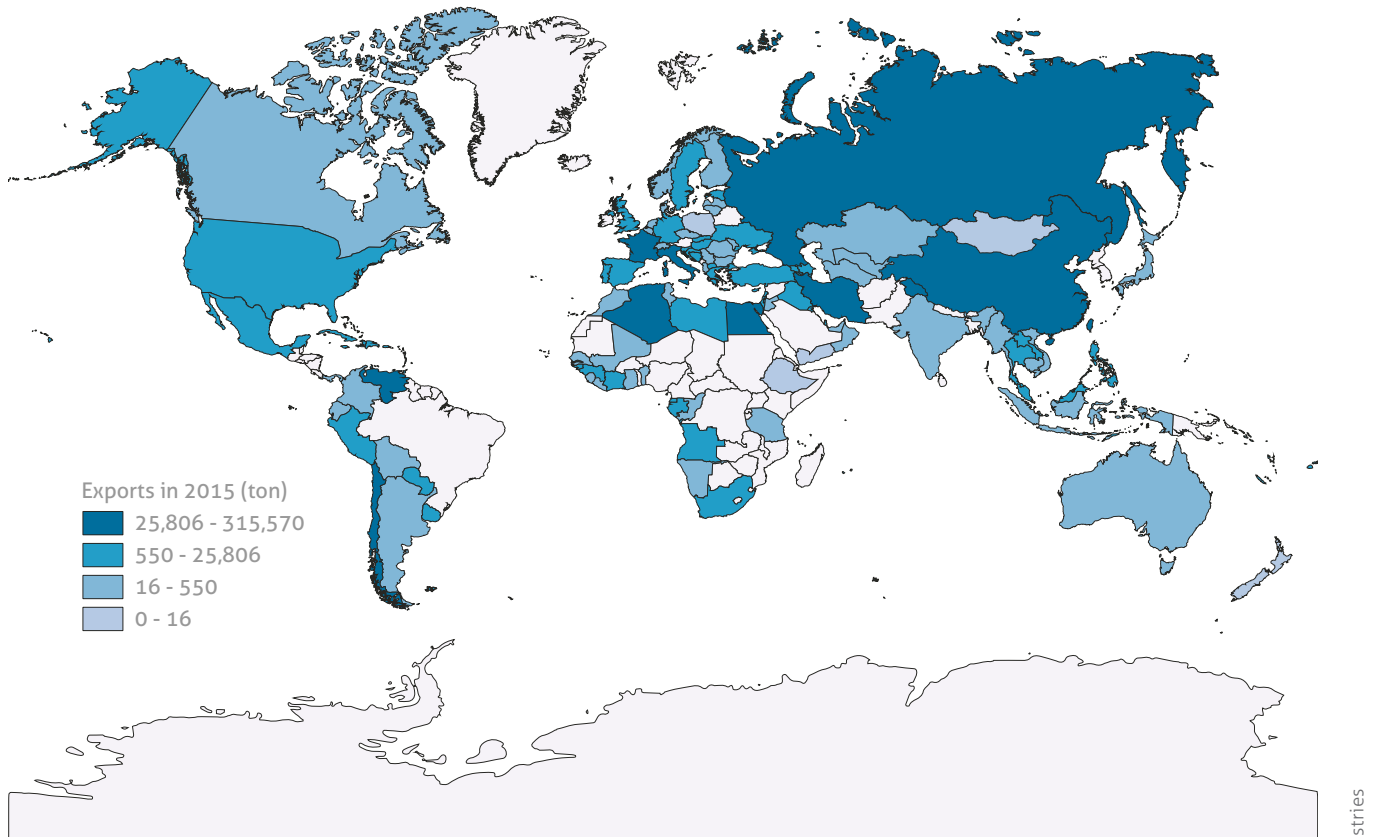 Exports in 2015 (ton)
25,806 - 315,570
550 - 25,806
16 - 550
0 - 16
stries